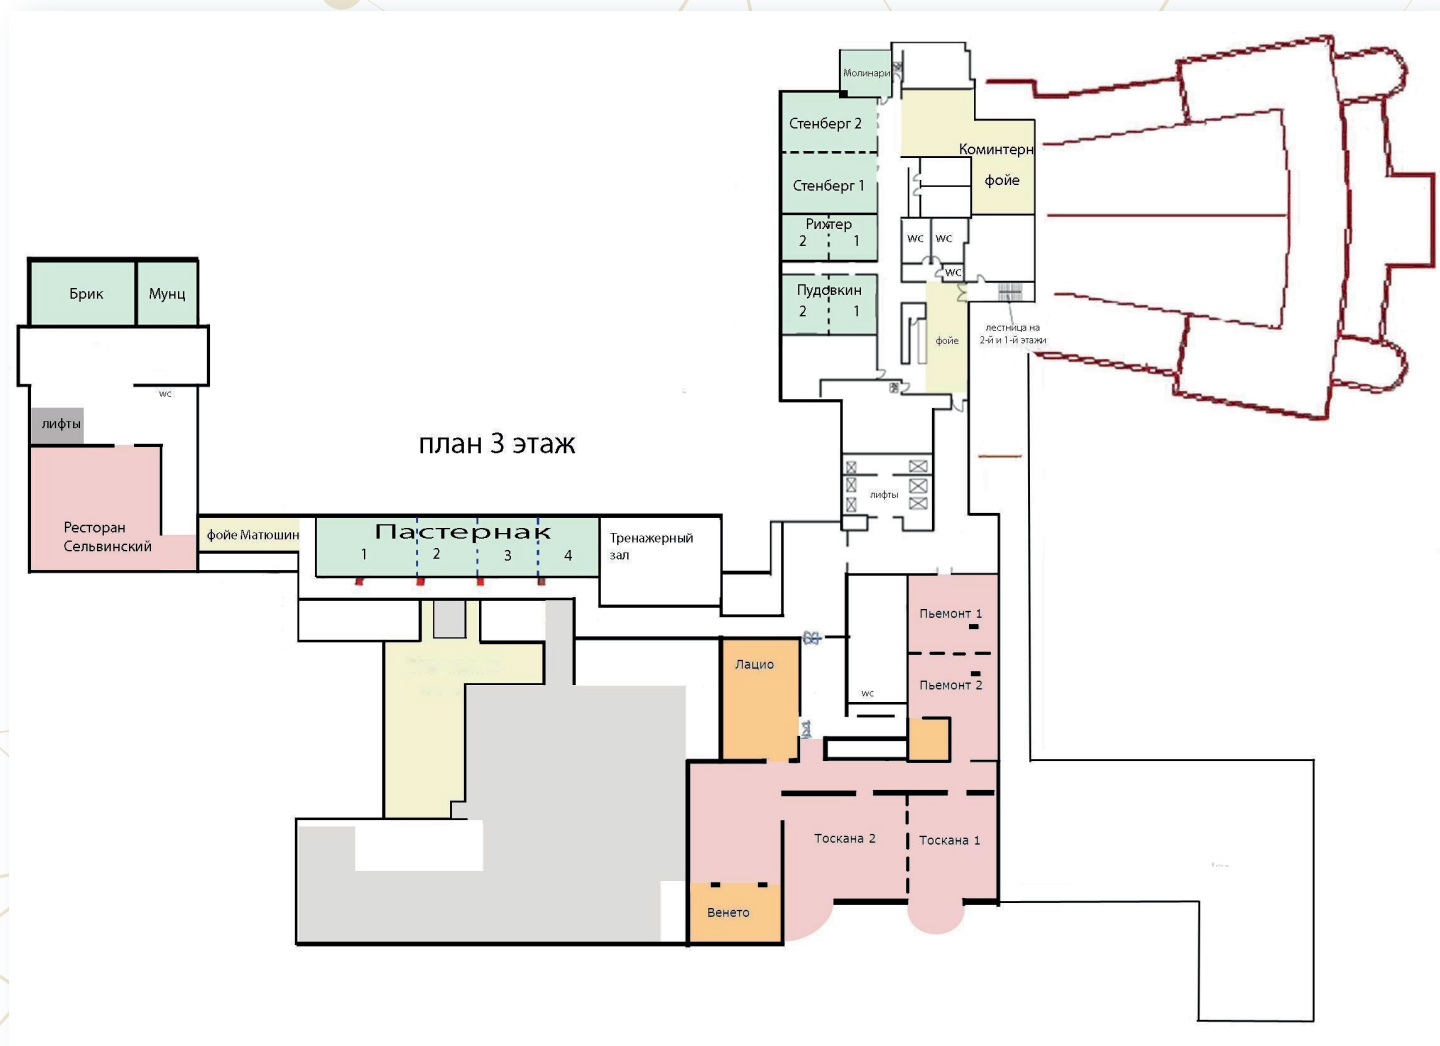 Молинари
Стенберг 2
Коминтерн
фойе
Стенберг 1
Рихтер
2 1
WC WC
WC
Пудовкин
2 1
лестница на
2-й и 1-й этажи
фойе
Брик Мунц
wc
лифты
план 3 этаж
лифты
Ресторан
Сельвинский
фойе Матюшин
Пастернак
1 2 3 4
Тренажерный
зал
Пьемонт 1
Лацио
Пьемонт 2
wc
Тоскана 2
Тоскана 1
Венето